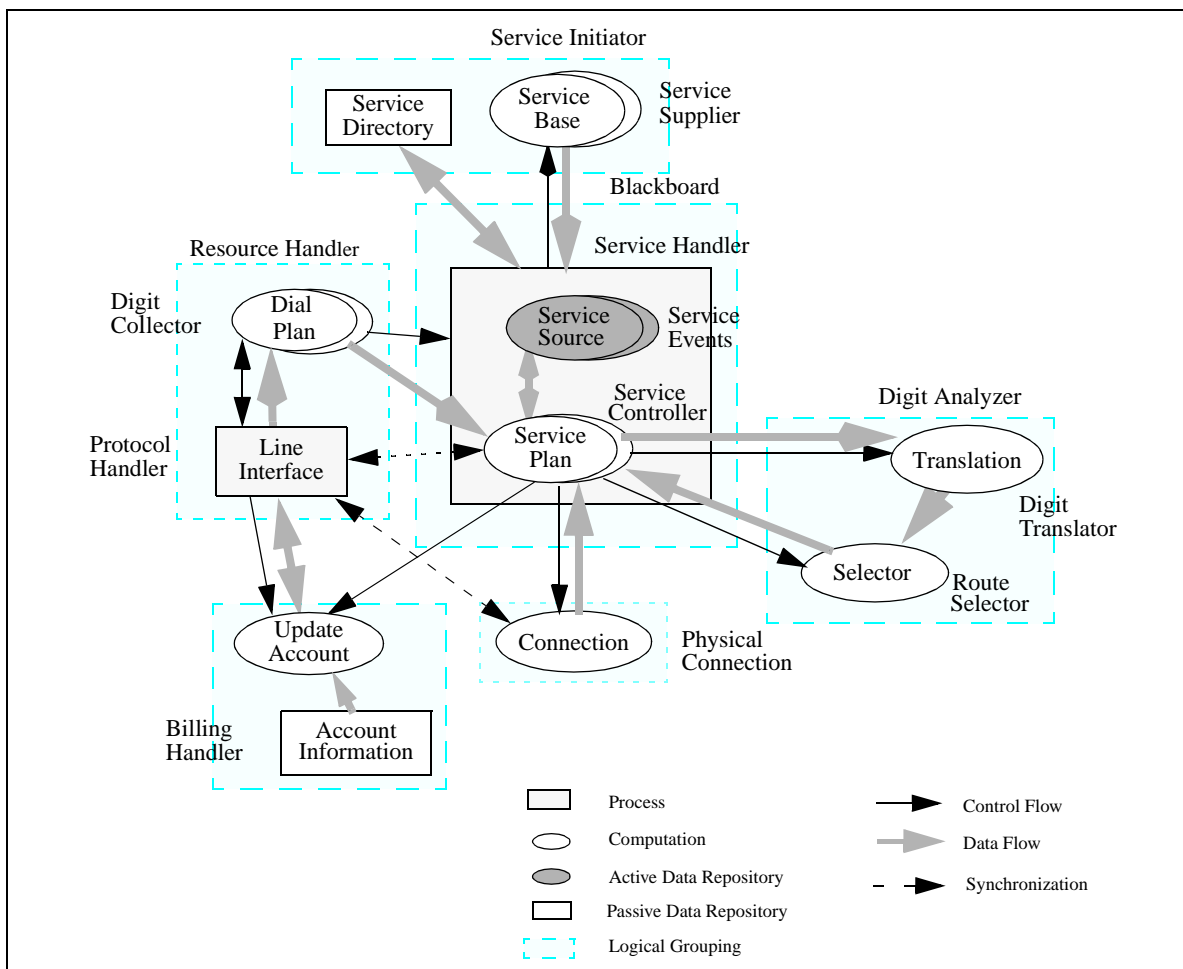 Service Initiator
Service
Directory
Service
Base
Service
Supplier
Blackboard
Service Handler
Resource Handler
Digit
Collector
Dial
Plan
Service
Source
Service
Events
Service
Controller
Digit Analyzer
Protocol
Handler
Line
Interface
Service
Plan
Translation
Digit
Translator
Selector
Route
Selector
Update
Account
Connection
Physical
Connection
Billing
Handler
Account
Information
Process
Control Flow
Computation
Data Flow
Active Data Repository
Synchronization
Passive Data Repository
Logical Grouping